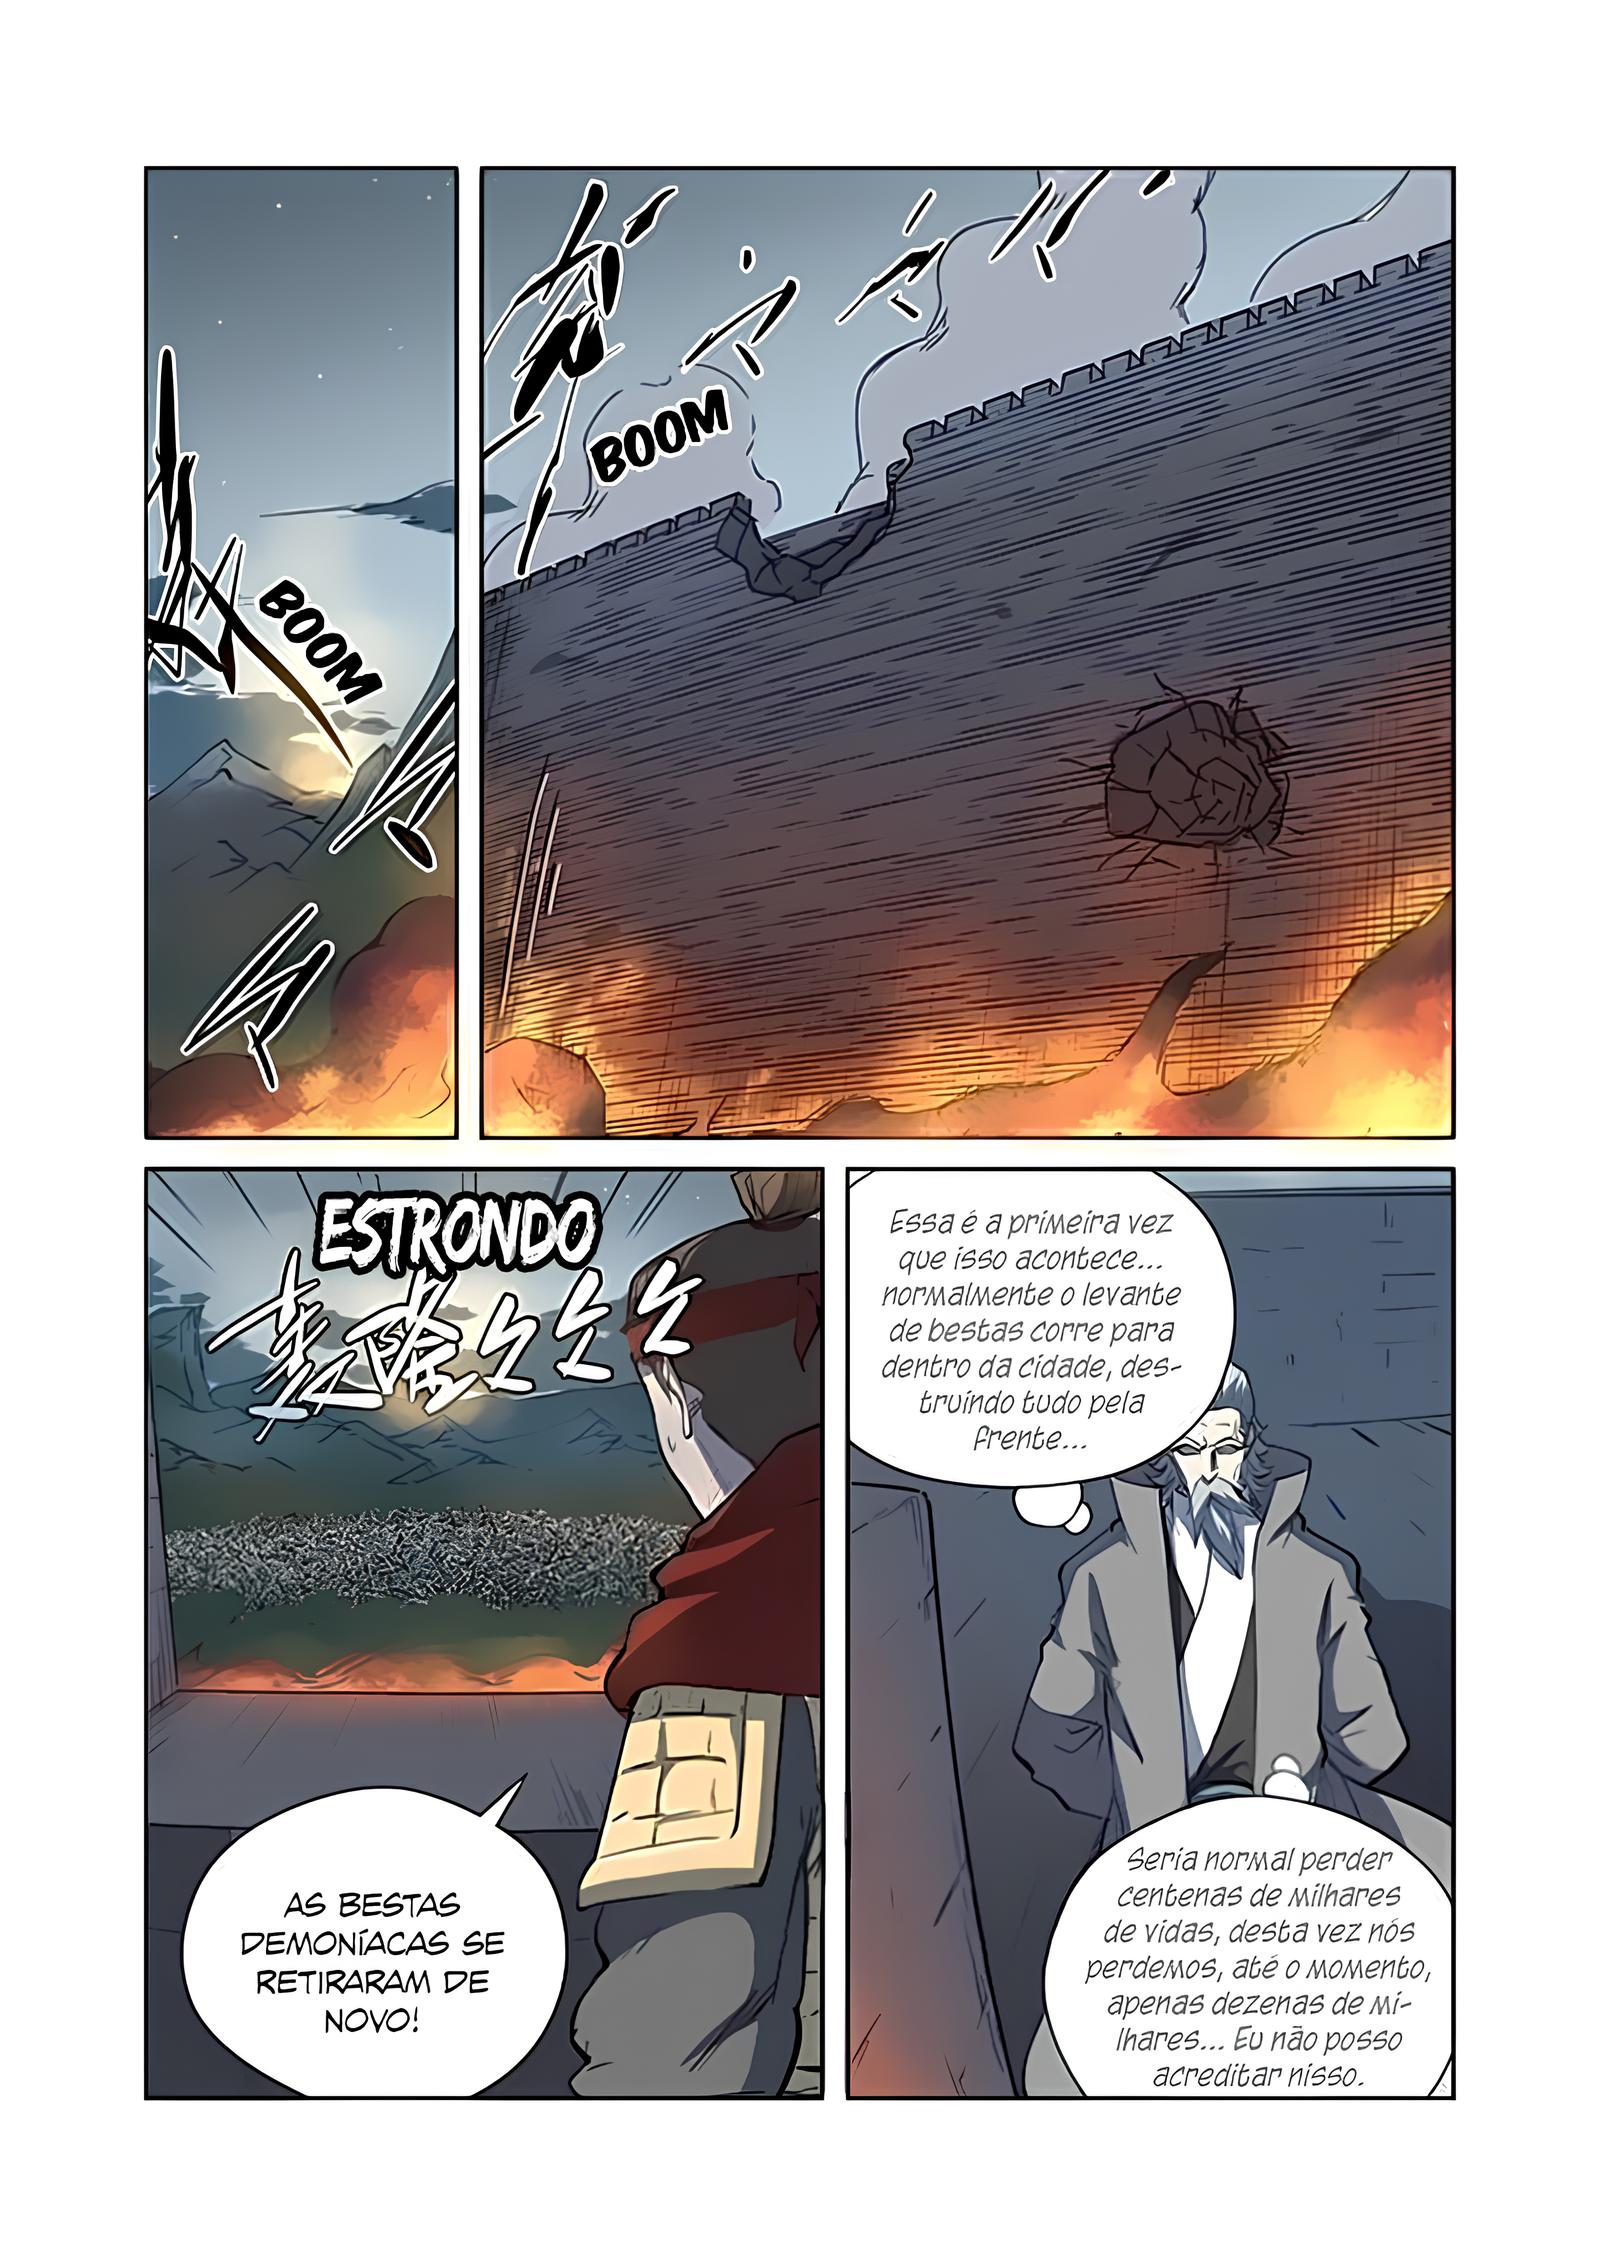 BOOM
BOOM
ESTRONDO
AS BESTAS
DEMONÍACAS SE
RETIRARAM DE
NOVO!
Essa é a primeira vez
que isso acontece...
normalmente o levante
de bestas corre para
dentro da cidade, des-
truindo tudo pela
frente...
Seria normal perder
centenas de milhares
de vidas, desta vez nós
perdemos, até o momento,
apenas dezenas de mi-
lhares... Eu não posso
acreditar nisso.